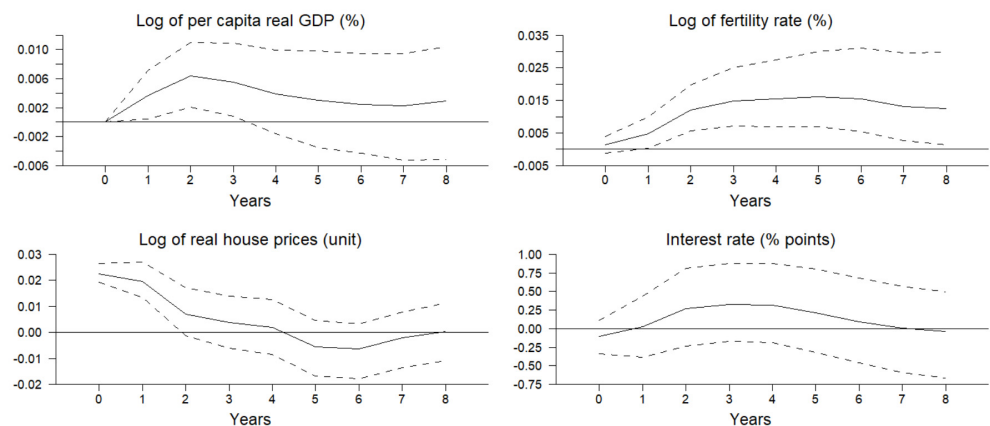 Log of per capita real GDP (%)
0.010
0.006
0.002
-0.002
-0.006
0 1 2 3 4 5 6 7 8
Years
Log of fertility rate (%)
0.035
0.025
0.015
0.005
-0.005
0 1 2 3 4 5 6 7 8
Years
Log of real house prices (unit)
0.03
0.02
0.01
0.00
-0.01
-0.02
0 1 2 3 4 5 6 7 8
Years
Interest rate (% points)
1.00
0.75
0.50
0.25
0.00
-0.25
-0.50
-0.75
0 1 2 3 4 5 6 7 8
Years